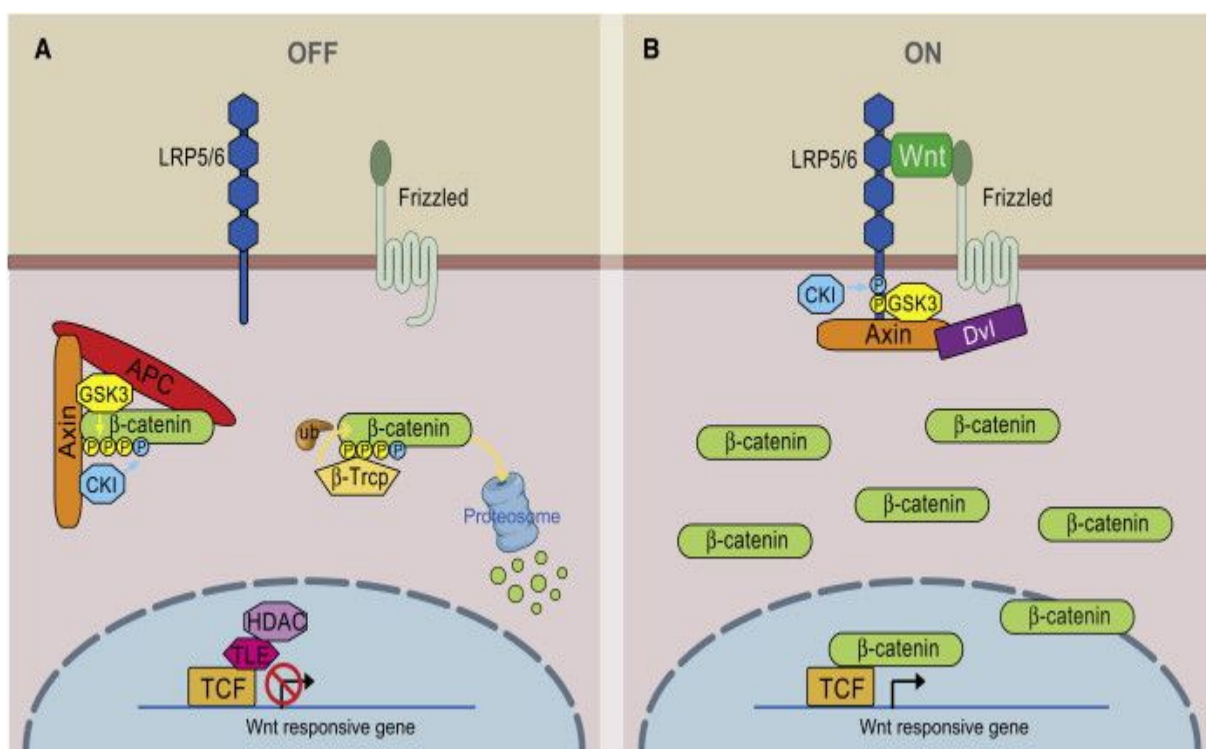 A
OFF
LRP5/6
Frizzled
APC
Axin
GSK3
β-catenin
P P P P
CKI
ub
β-catenin
P P P P
β-Trcp
Proteosome
HDAC
TLE
TCF
Wnt responsive gene
B
ON
LRP5/6
Wnt
Frizzled
CKI
P
P
GSK3
Axin
Dvl
β-catenin
β-catenin
β-catenin
β-catenin
β-catenin
β-catenin
β-catenin
TCF
Wnt responsive gene